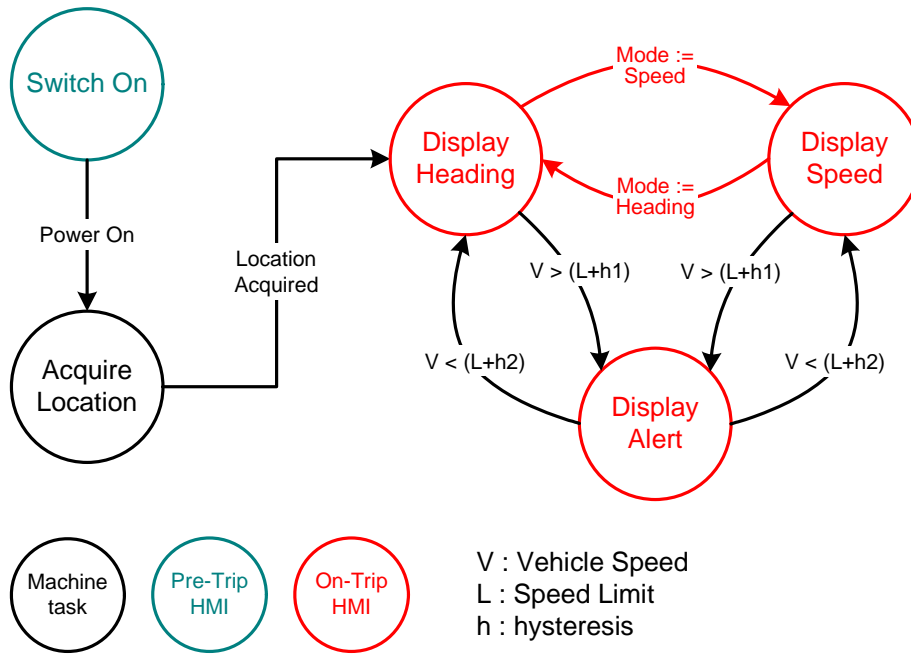 Switch On
Power On
Acquire
Location
Location
Acquired
Display
Heading
Mode :=
Speed
Mode :=
Heading
Display
Speed
V > (L+h1)
V > (L+h1)
V < (L+h2)
V < (L+h2)
Display
Alert
Machine
task
Pre-Trip
HMI
On-Trip
HMI
V : Vehicle Speed
L : Speed Limit
h : hysteresis